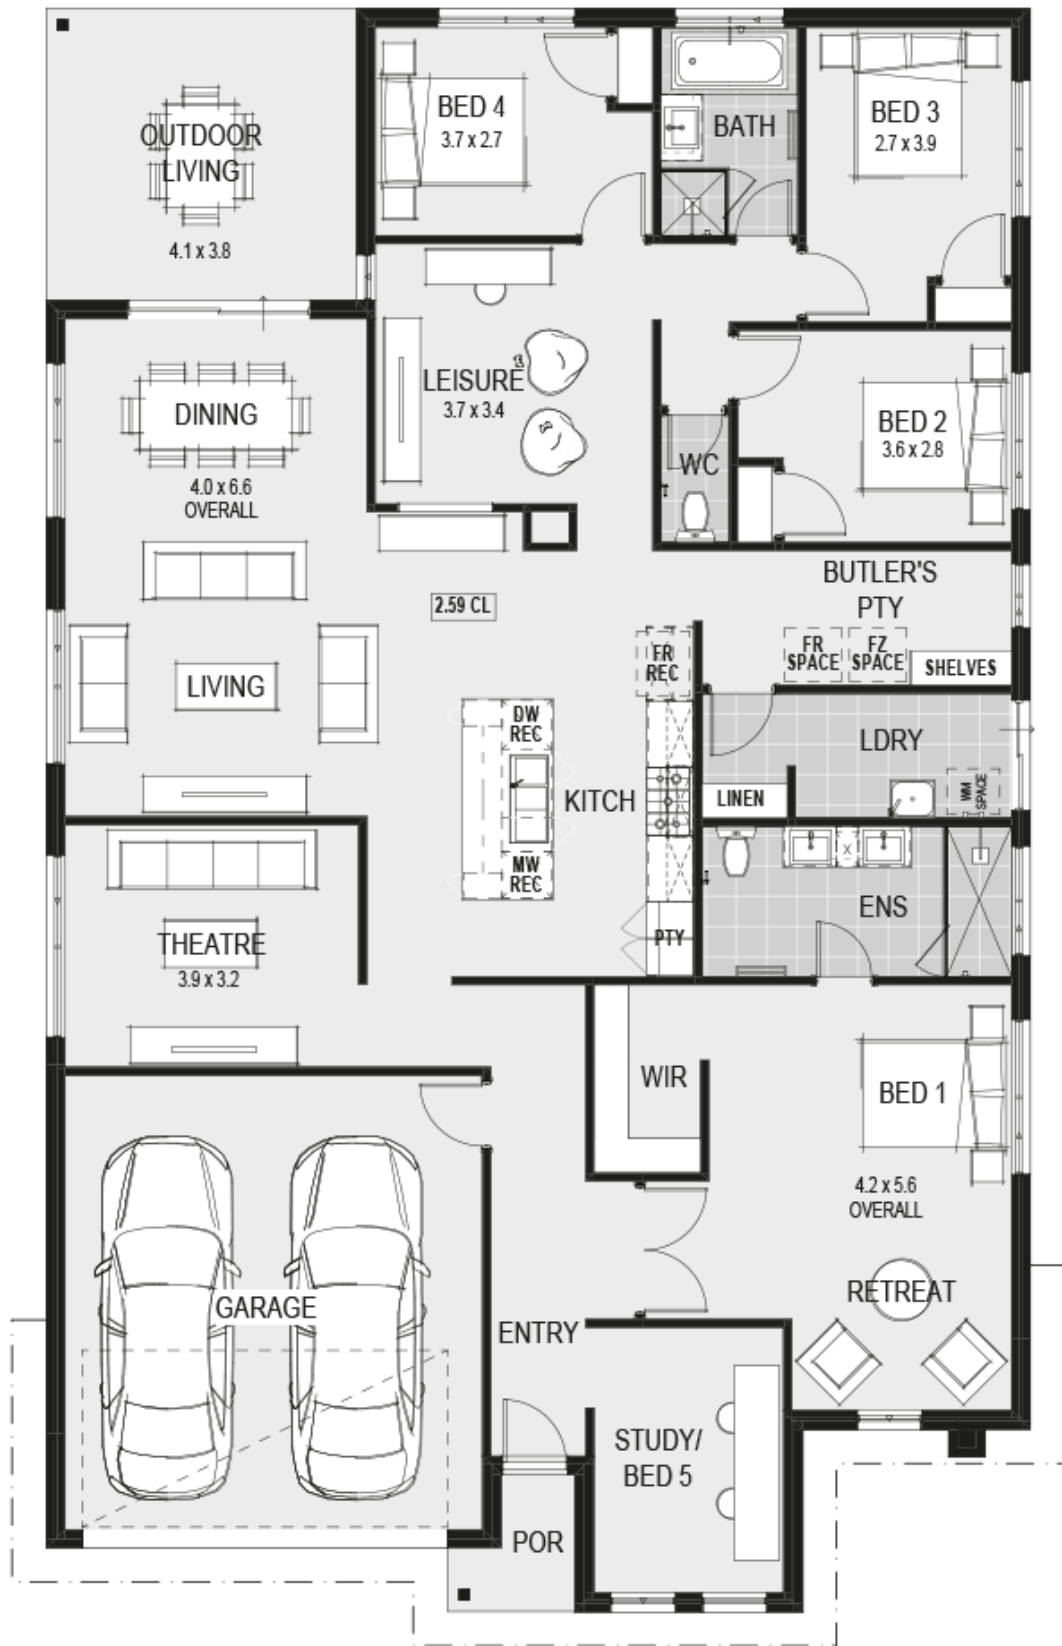 OUTDOOR
LIVING
4.1 x 3.8
BED 4
3.7 x 2.7
BATH
BED 3
2.7 x 3.9
LEISURE
3.7 x 3.4
DINING
4.0 x 6.6
OVERALL
WC
BED 2
3.6 x 2.8
2.59 CL
BUTLER'S
PTY
FR
SPACE
FZ
SPACE
SHELVES
FR
REC
LIVING
DW
REC
KITCH
MW
REC
PTY
LDRY
LINEN
WM
SPACE
ENS
THEATRE
3.9 x 3.2
WIR
BED 1
4.2 x 5.6
OVERALL
RETREAT
GARAGE
ENTRY
STUDY/
BED 5
POR